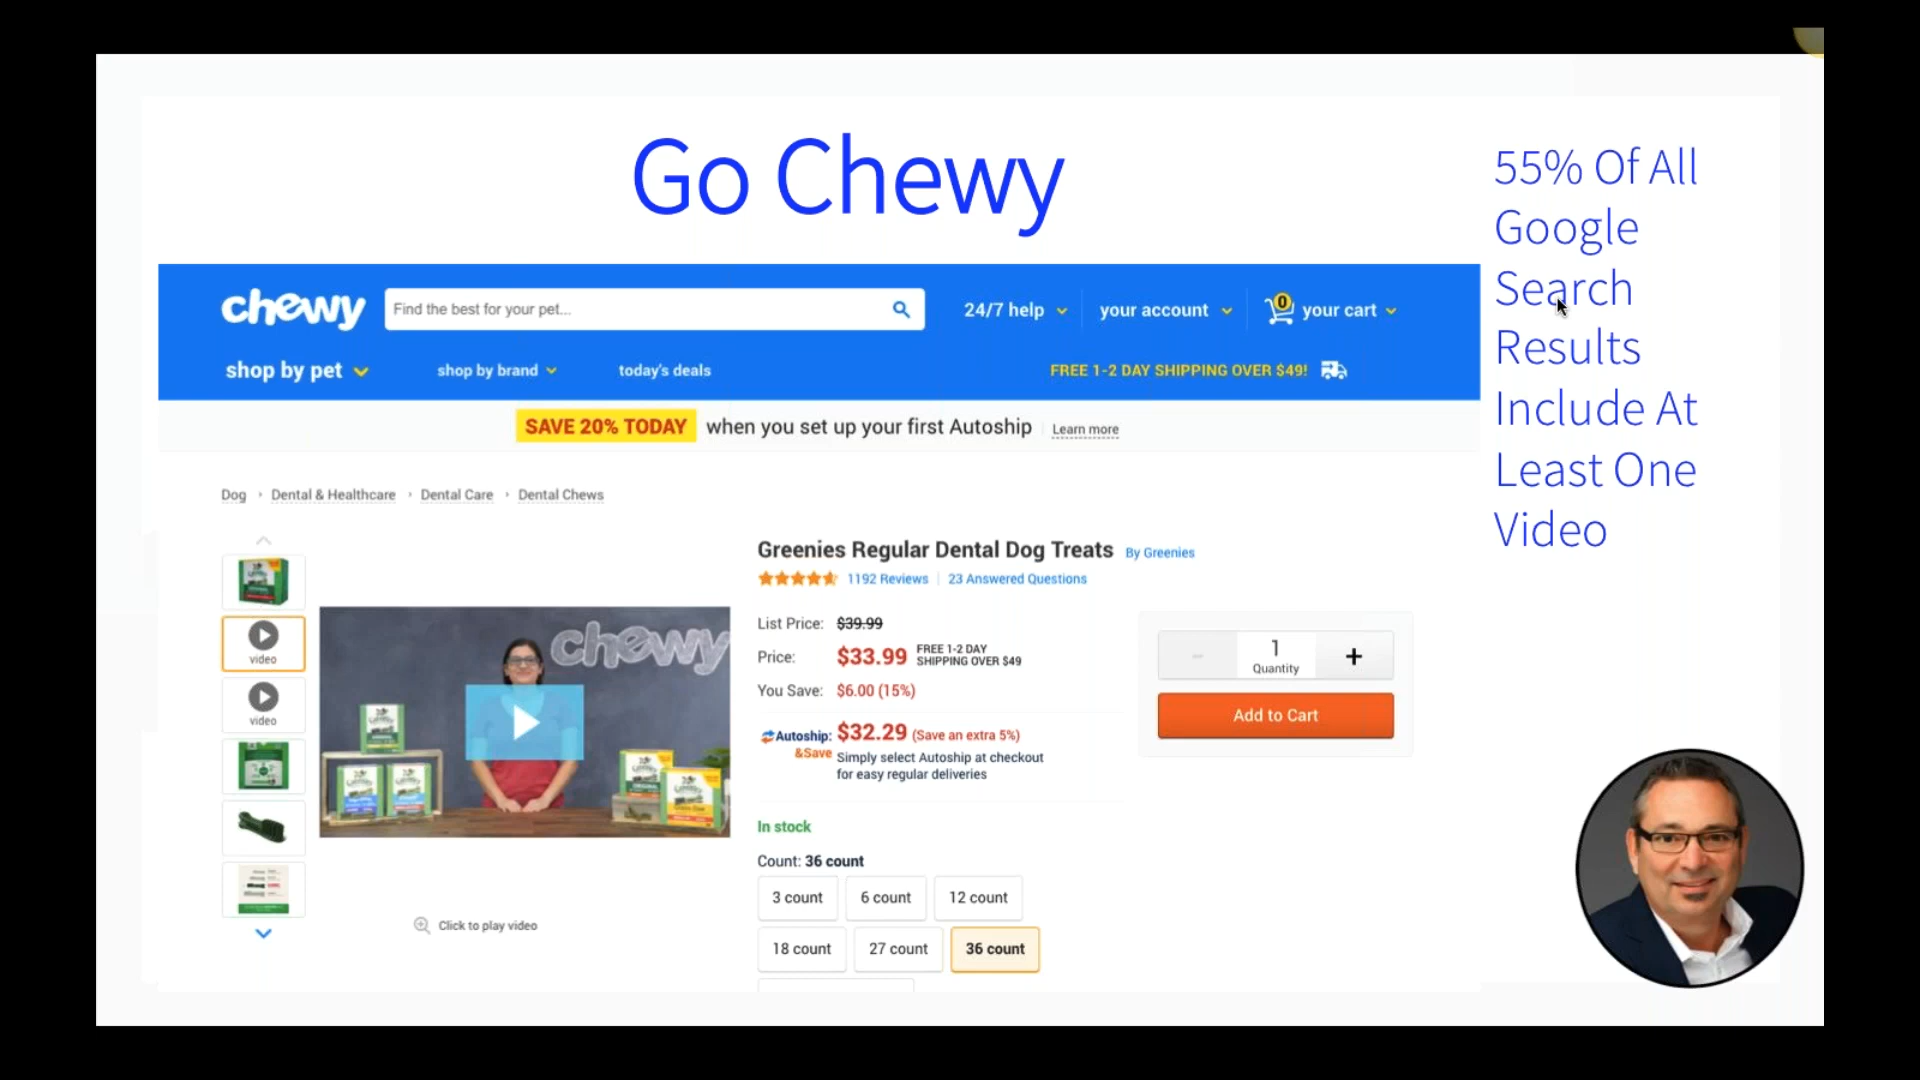 Go Chewy
55% Of All
Google
Search
Results
Include At
Least One
Video
chewy
Find the best for your pet...
24/7 help
your account
0
your cart
shop by pet
shop by brand
today's deals
FREE 1-2 DAY SHIPPING OVER $49!
SAVE 20% TODAY when you set up your first Autoship Learn more
Dog › Dental & Healthcare › Dental Care › Dental Chews
video
video
chewy
Click to play video
Greenies Regular Dental Dog Treats By Greenies
1192 Reviews 23 Answered Questions
List Price: $39.99
Price: $33.99 FREE 1-2 DAY
SHIPPING OVER $49
You Save: $6.00 (15%)
Autoship: $32.29 (Save an extra 5%)
&Save Simply select Autoship at checkout
for easy regular deliveries
In stock
Count: 36 count
3 count
6 count
12 count
18 count
27 count
36 count
- 1 +
Quantity
Add to Cart